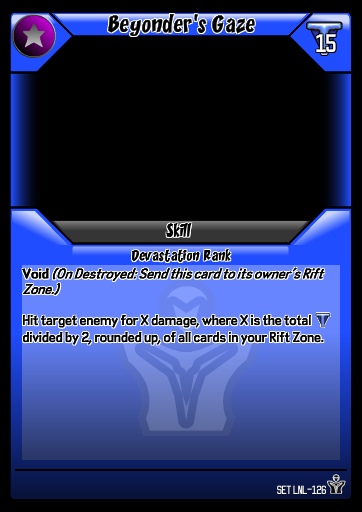 Beyonder's Gaze
15
Skill
Devastation Rank
Void (On Destroyed: Send this card to its owner's Rift
Zone.)
Hit target enemy for X damage, where X is the total
divided by 2, rounded up, of all cards in your Rift Zone.
SET LNL-126